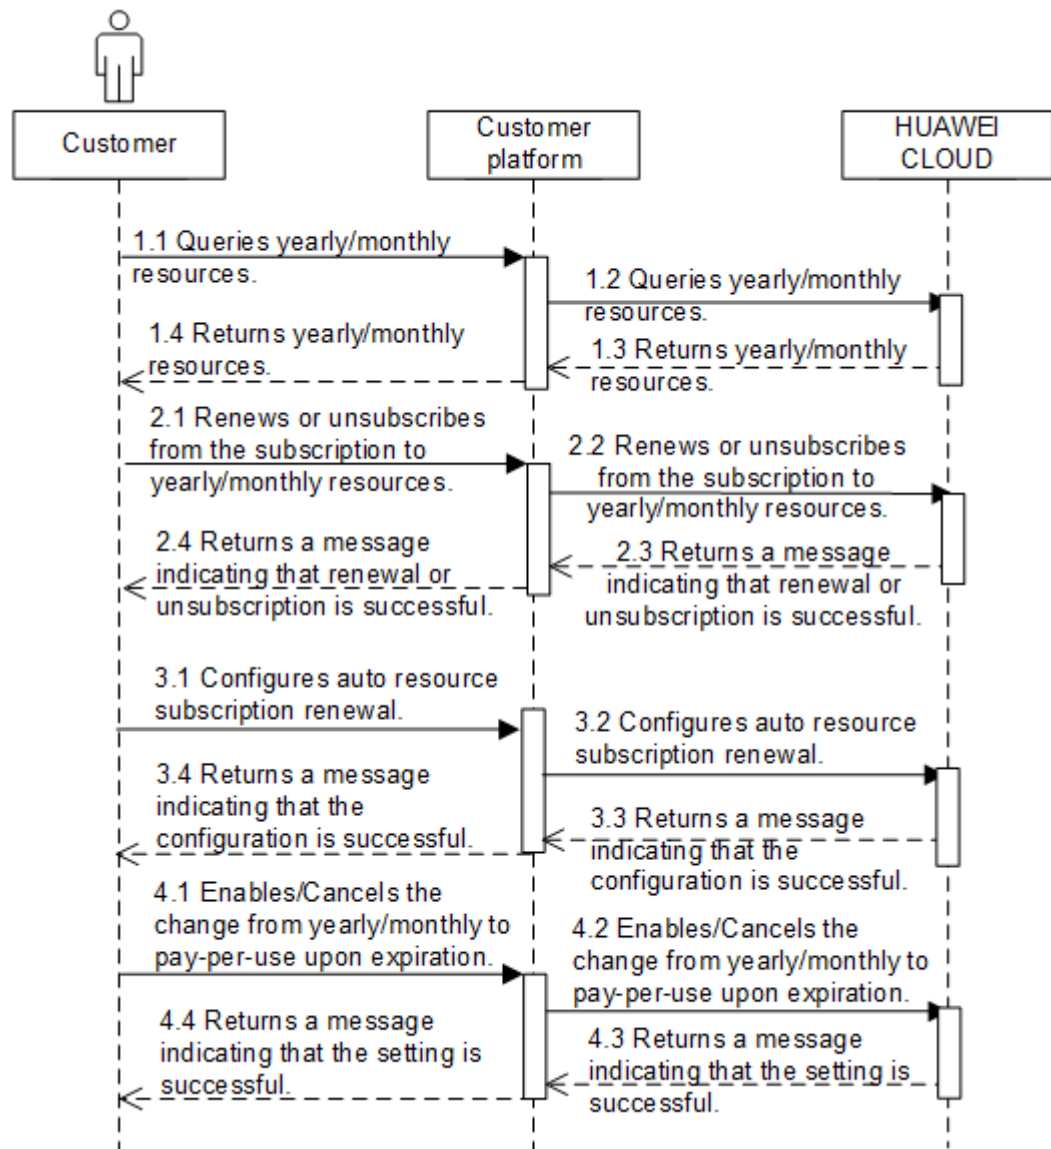 Customer
Customer
platform
HUAWEI
CLOUD
1.1 Queries yearly/monthly
resources.
1.2 Queries yearly/monthly
resources.
1.4 Returns yearly/monthly
resources.
1.3 Returns yearly/monthly
resources.
2.1 Renews or unsubscribes
from the subscription to
yearly/monthly resources.
2.2 Renews or unsubscribes
from the subscription to
yearly/monthly resources.
2.4 Returns a message
indicating that renewal or
unsubscription is successful.
2.3 Returns a message
indicating that renewal or
unsubscription is successful.
3.1 Configures auto resource
subscription renewal.
3.2 Configures auto resource
subscription renewal.
3.4 Returns a message
indicating that the
configuration is successful.
3.3 Returns a message
indicating that the
configuration is successful.
4.1 Enables/Cancels the
change from yearly/monthly to
pay-per-use upon expiration.
4.2 Enables/Cancels the
change from yearly/monthly to
pay-per-use upon expiration.
4.4 Returns a message
indicating that the setting is
successful.
4.3 Returns a message
indicating that the setting is
successful.